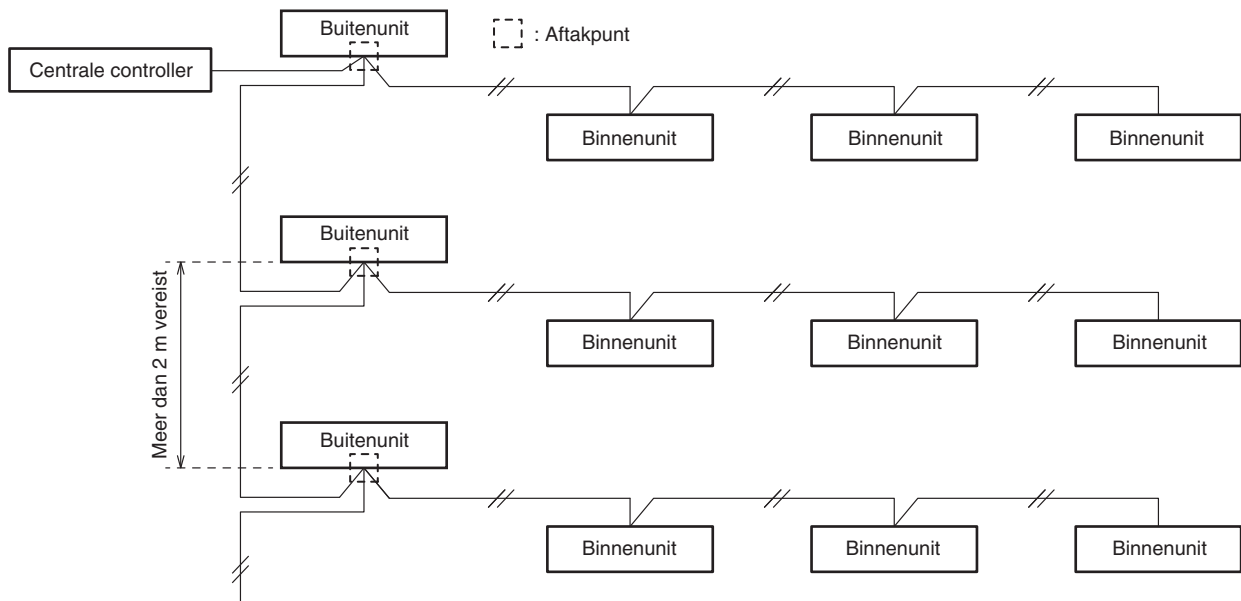 Buitenunit
: Aftakpunt
Centrale controller
Binnenunit
Binnenunit
Binnenunit
Buitenunit
Meer dan 2 m vereist
Binnenunit
Binnenunit
Binnenunit
Buitenunit
Binnenunit
Binnenunit
Binnenunit